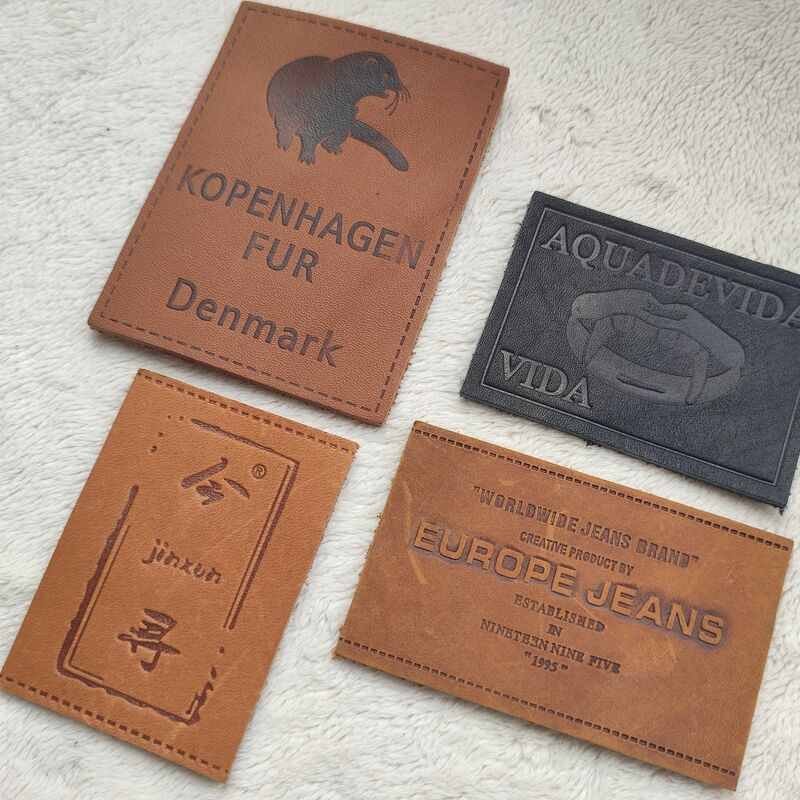 KOPENHAGEN
FUR
Denmark
AQUADEVIDA
VIDA
今
®
jinxun
寻
"WORLDWIDE JEANS BRAND"
CREATIVE PRODUCT BY
EUROPE JEANS
ESTABLISHED
IN
NINETEEN NINE FIVE
"1995"